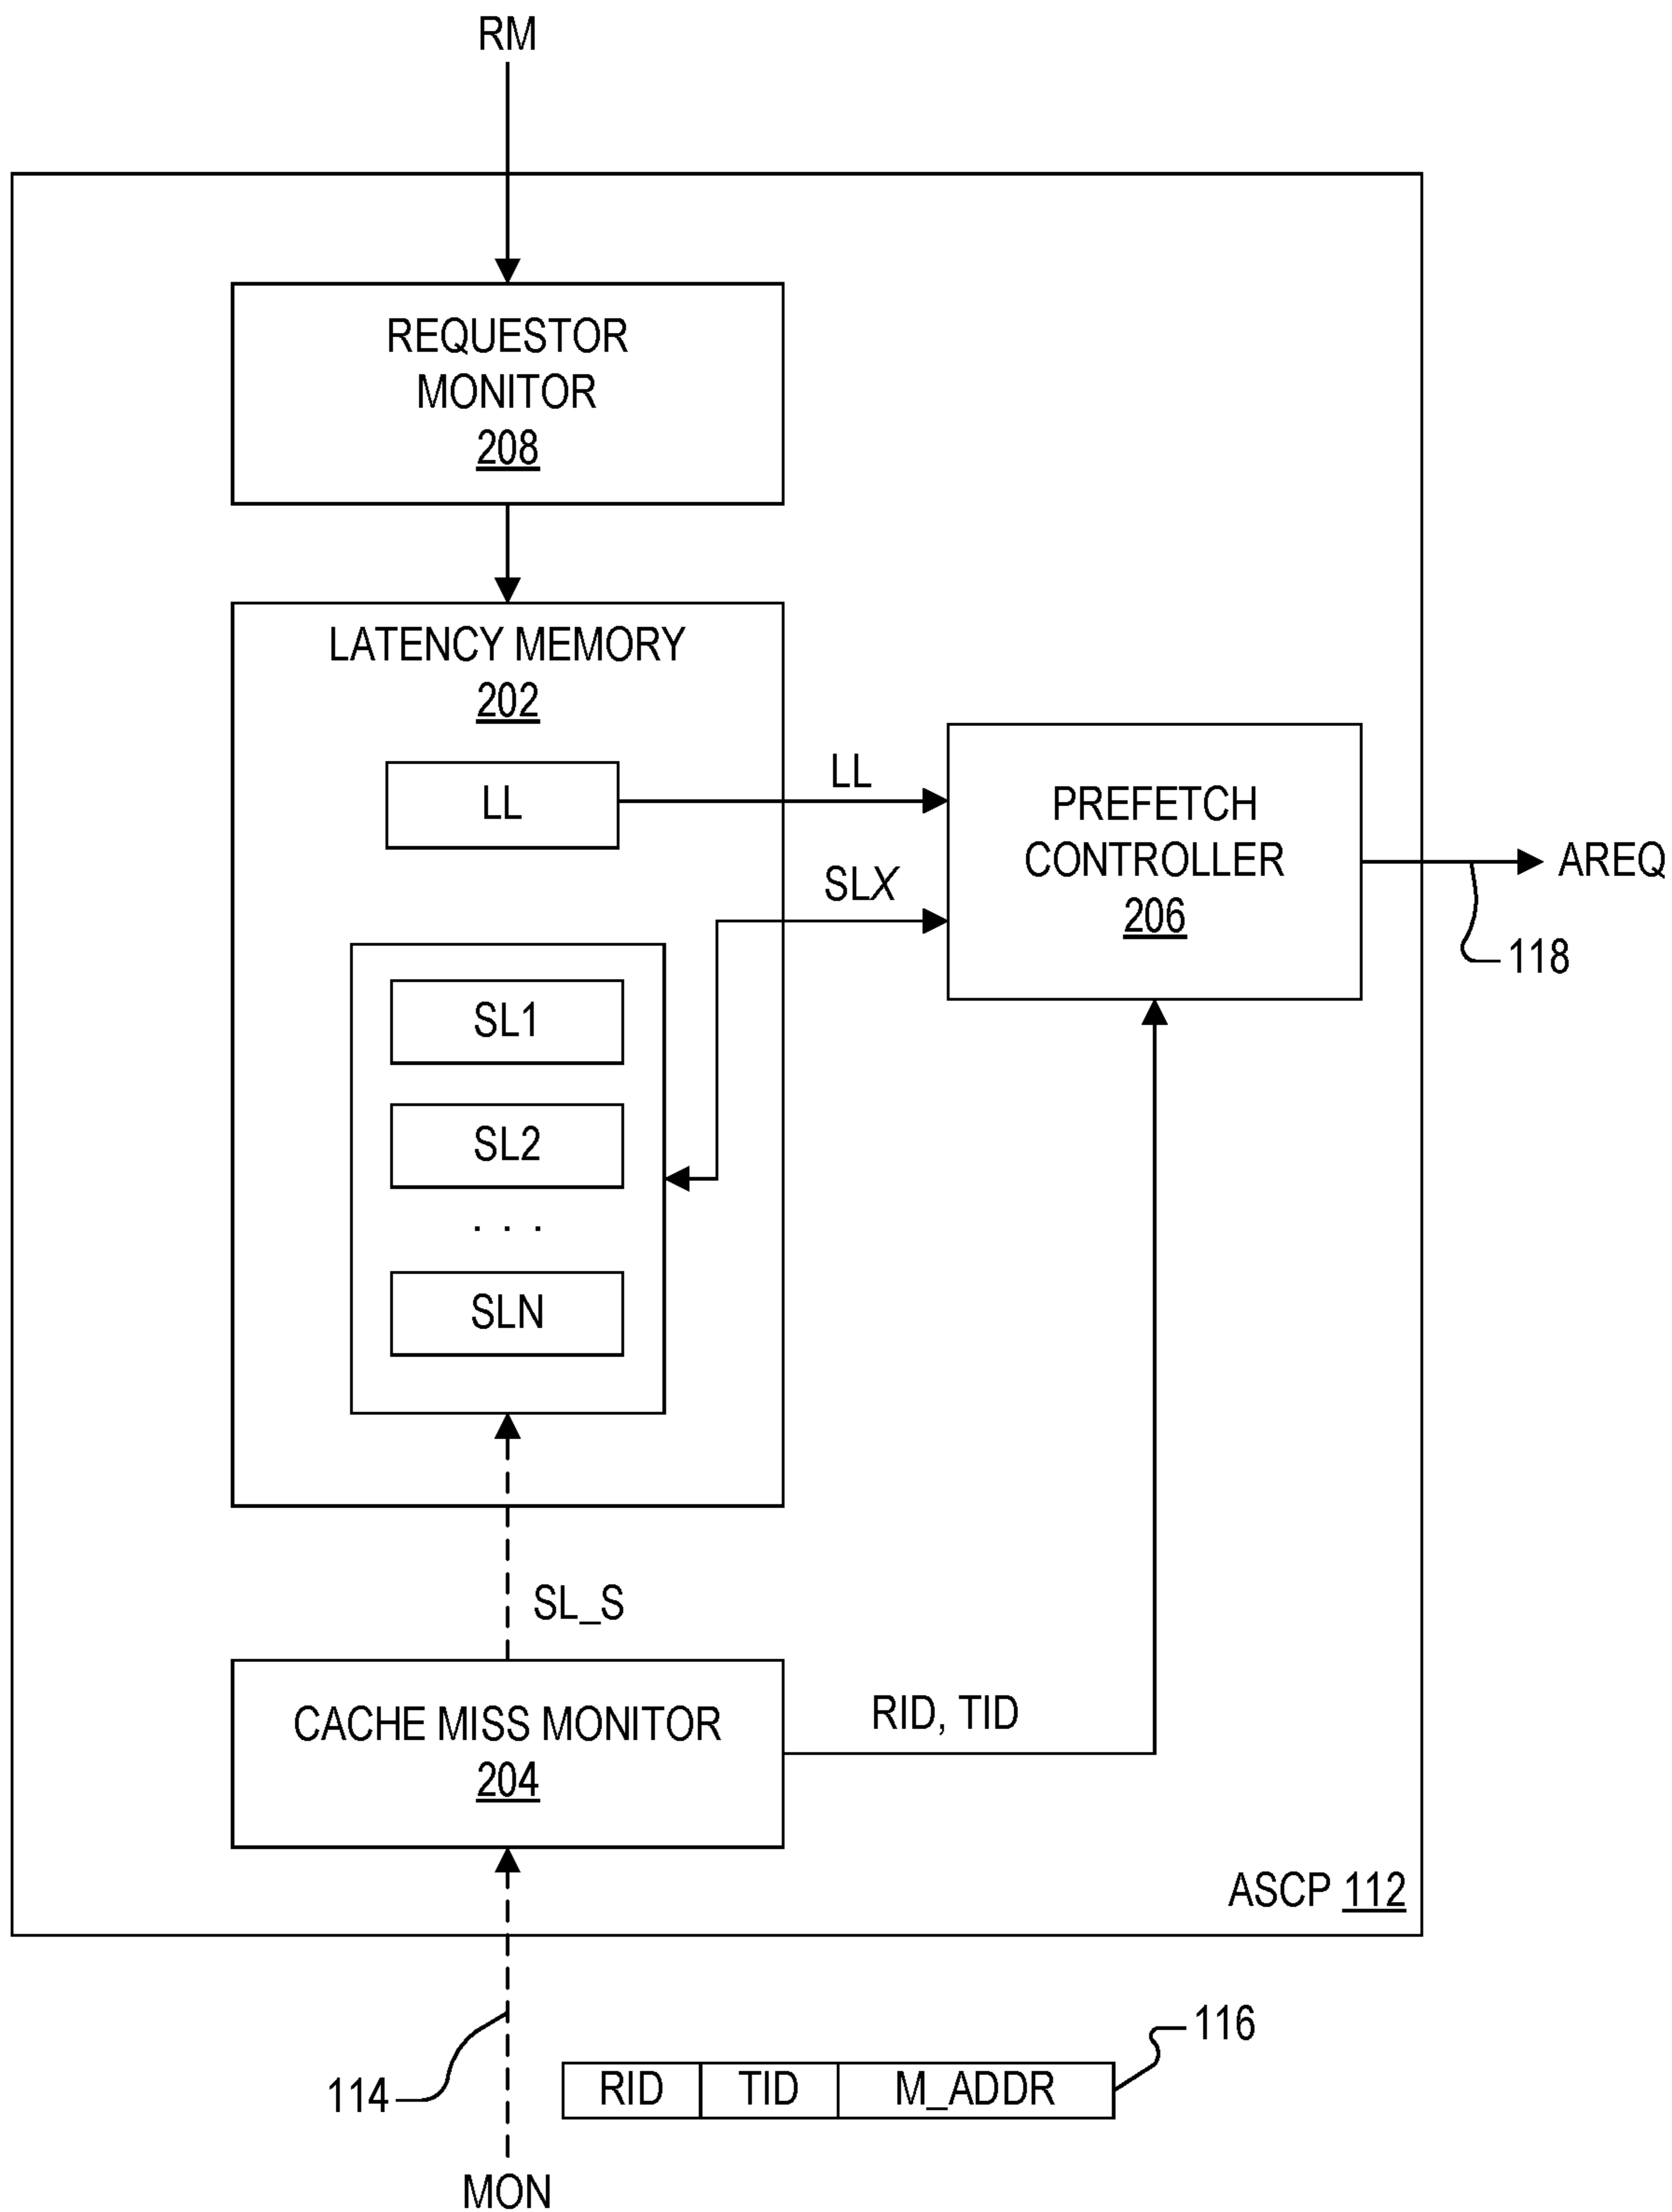 RM
REQUESTOR
MONITOR
208
LATENCY MEMORY
202
LL
LL
PREFETCH
CONTROLLER
206
AREQ
SLX
118
SL1
SL2
. . .
SLN
SL_S
CACHE MISS MONITOR
204
RID, TID
ASCP 112
116
114
RID TID M_ADDR
MON